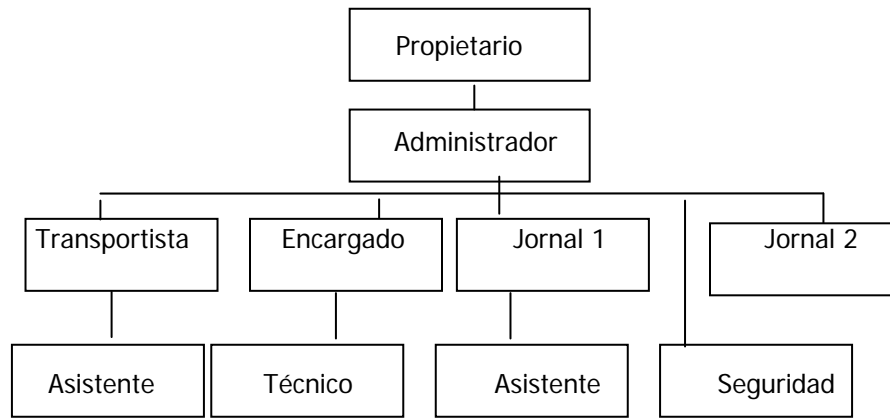 Propietario
Administrador
Transportista
Encargado
Jornal 1
Jornal 2
Asistente
Técnico
Asistente
Seguridad